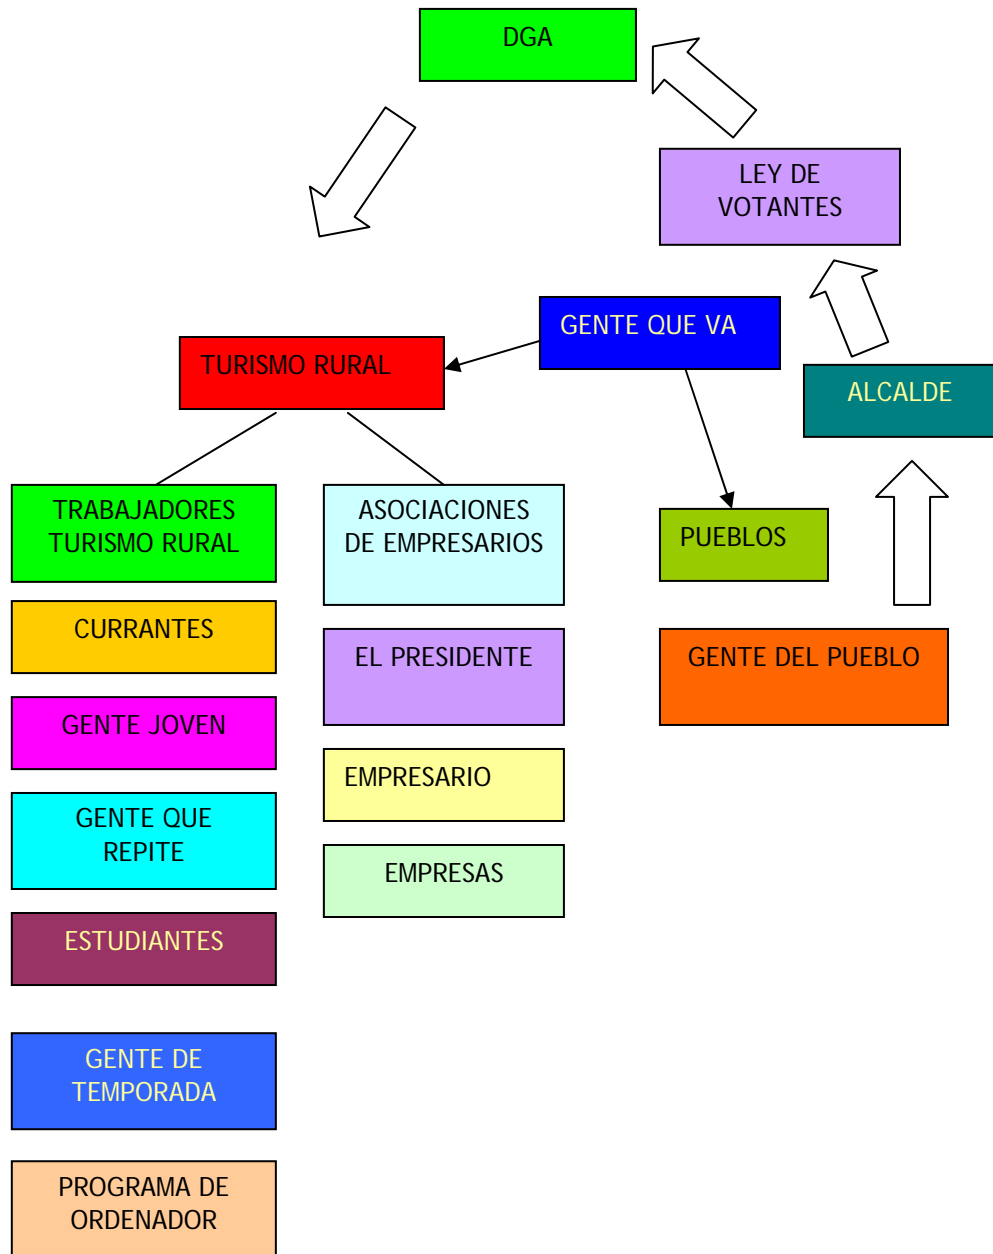 DGA
LEY DE
VOTANTES
GENTE QUE VA
TURISMO RURAL
ALCALDE
TRABAJADORES
TURISMO RURAL
ASOCIACIONES
DE EMPRESARIOS
PUEBLOS
CURRANTES
EL PRESIDENTE
GENTE DEL PUEBLO
GENTE JOVEN
EMPRESARIO
GENTE QUE
REPITE
EMPRESAS
ESTUDIANTES
GENTE DE
TEMPORADA
PROGRAMA DE
ORDENADOR